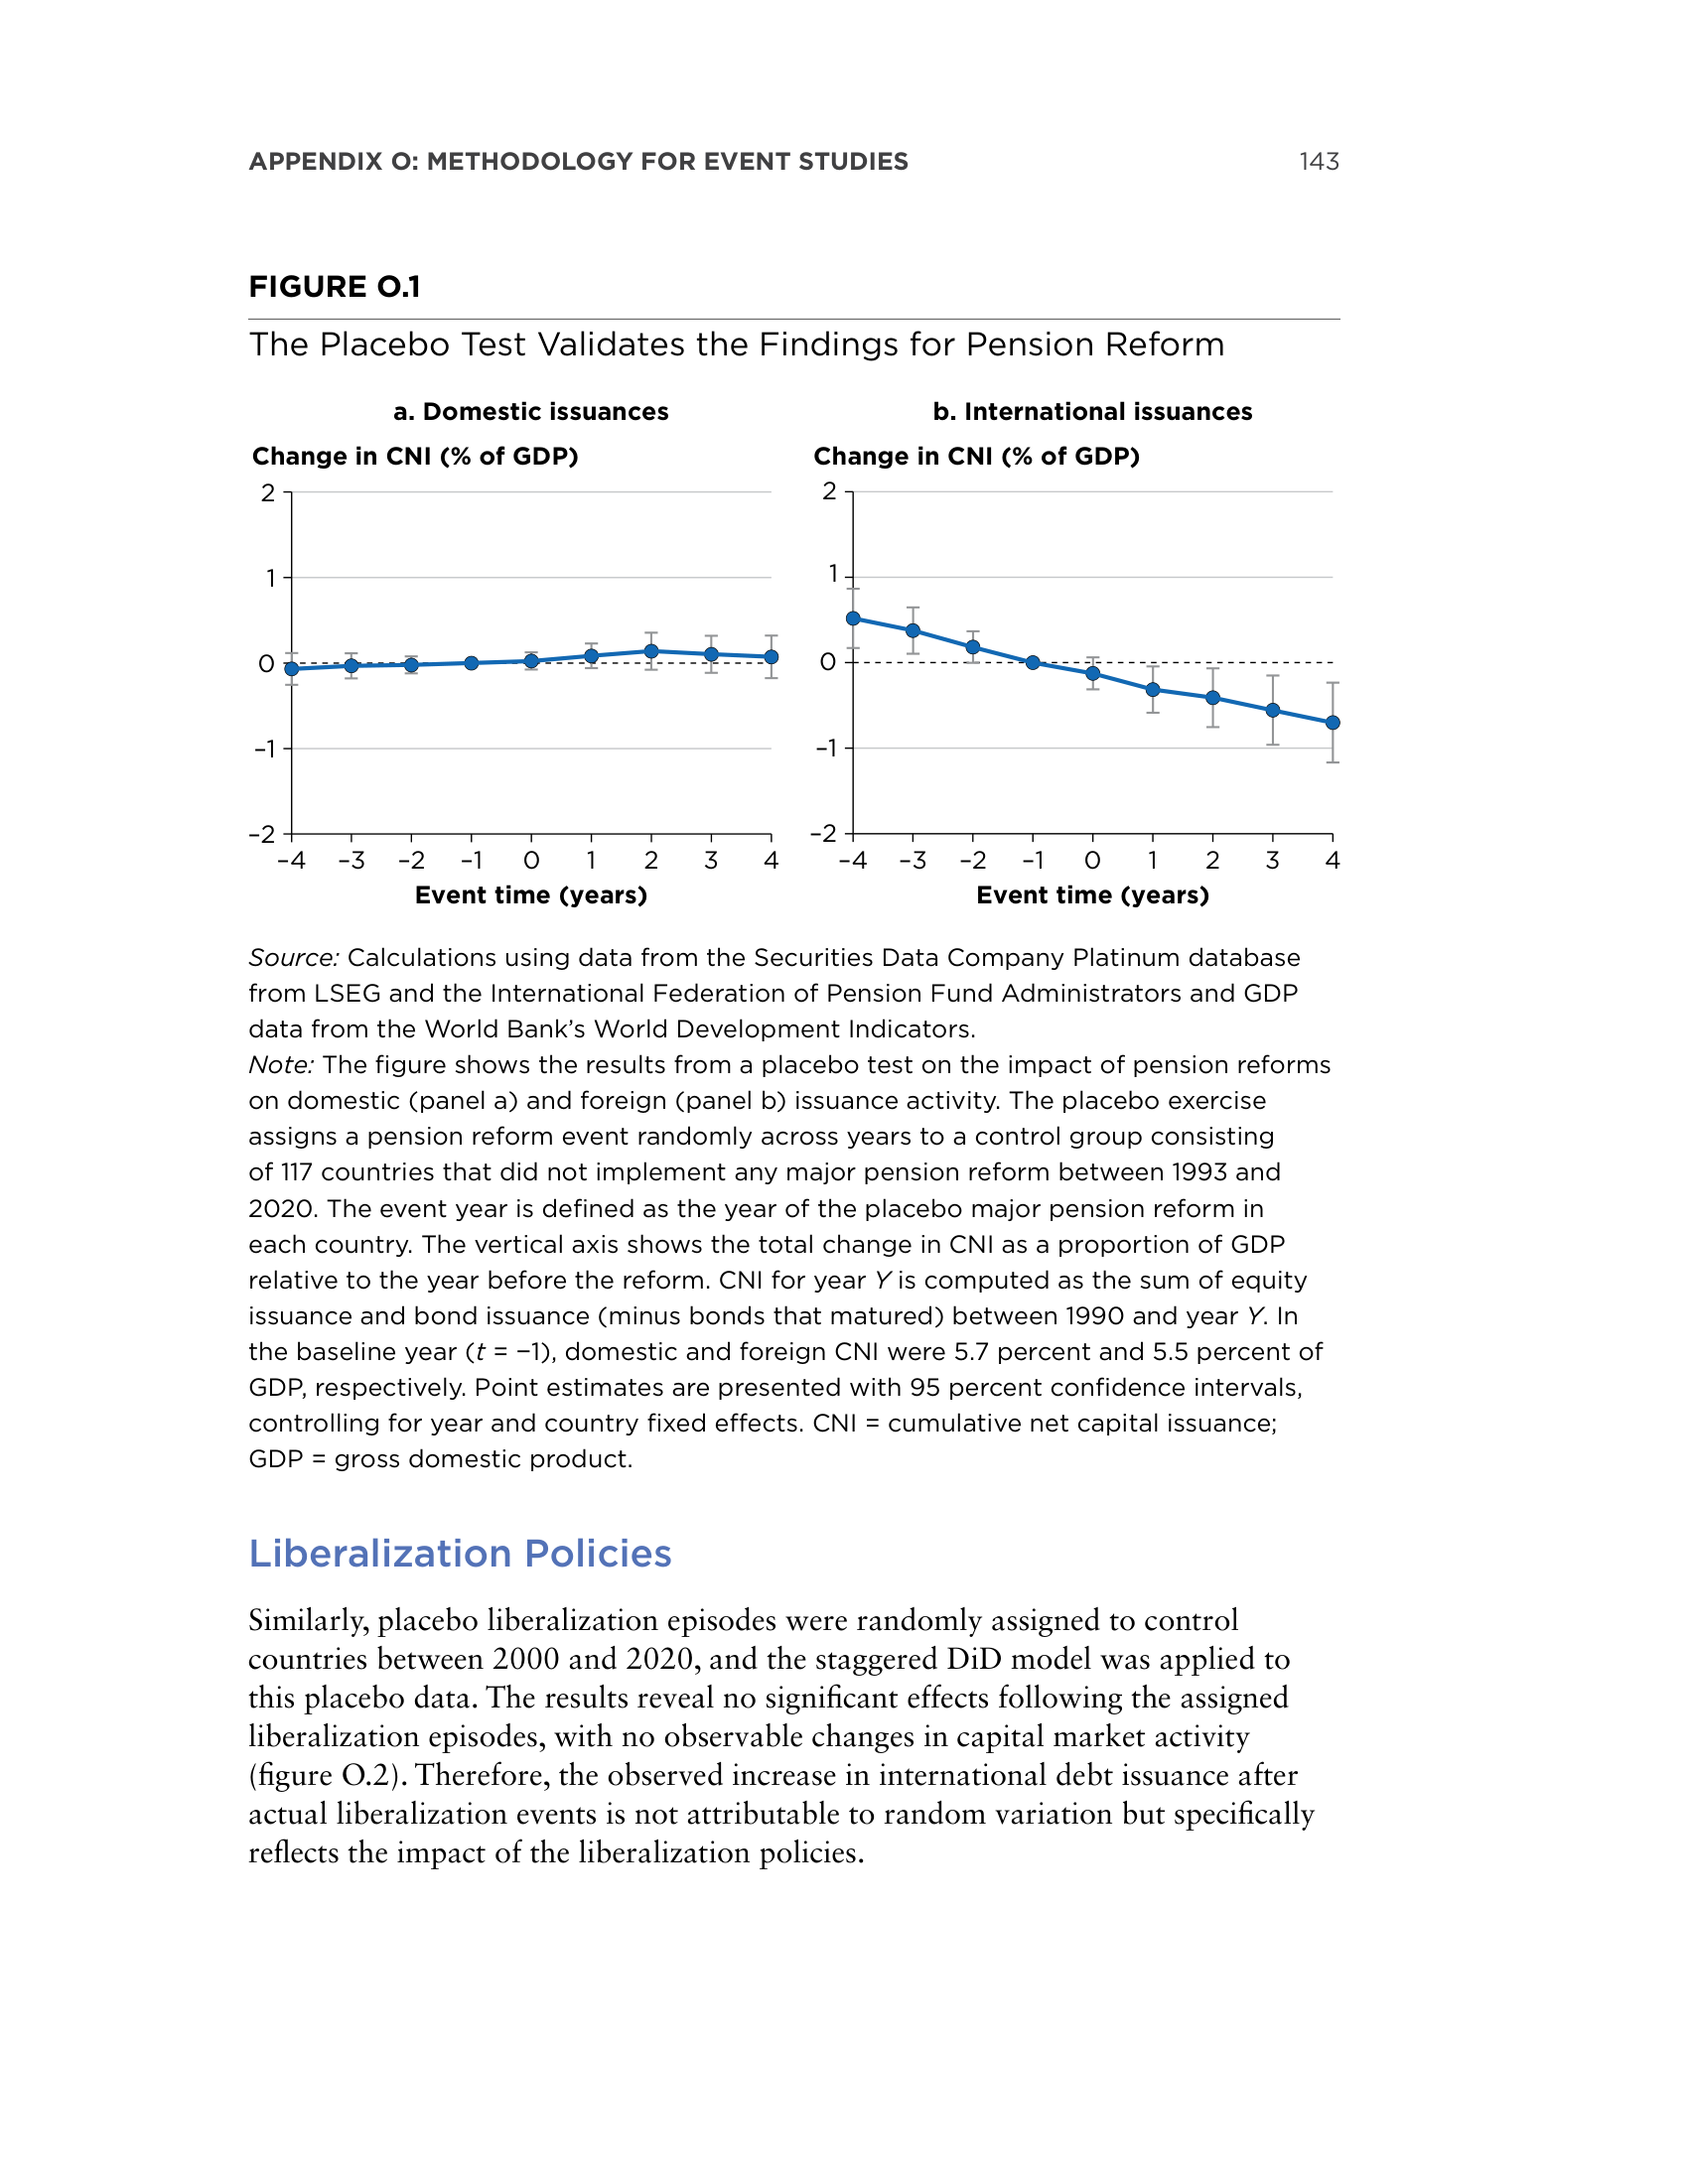 APPENDIX O: METHODOLOGY FOR EVENT STUDIES 143
FIGURE O.1
The Placebo Test Validates the Findings for Pension Reform
a. Domestic issuances
Change in CNI (% of GDP)
2
1
0
–1
–2
–4 –3 –2 –1 0 1 2 3 4
Event time (years)
b. International issuances
Change in CNI (% of GDP)
2
1
0
–1
–2
–4 –3 –2 –1 0 1 2 3 4
Event time (years)
Source: Calculations using data from the Securities Data Company Platinum database
from LSEG and the International Federation of Pension Fund Administrators and GDP
data from the World Bank’s World Development Indicators.
Note: The figure shows the results from a placebo test on the impact of pension reforms
on domestic (panel a) and foreign (panel b) issuance activity. The placebo exercise
assigns a pension reform event randomly across years to a control group consisting
of 117 countries that did not implement any major pension reform between 1993 and
2020. The event year is defined as the year of the placebo major pension reform in
each country. The vertical axis shows the total change in CNI as a proportion of GDP
relative to the year before the reform. CNI for year Y is computed as the sum of equity
issuance and bond issuance (minus bonds that matured) between 1990 and year Y. In
the baseline year (t = −1), domestic and foreign CNI were 5.7 percent and 5.5 percent of
GDP, respectively. Point estimates are presented with 95 percent confidence intervals,
controlling for year and country fixed effects. CNI = cumulative net capital issuance;
GDP = gross domestic product.
Liberalization Policies
Similarly, placebo liberalization episodes were randomly assigned to control
countries between 2000 and 2020, and the staggered DiD model was applied to
this placebo data. The results reveal no significant effects following the assigned
liberalization episodes, with no observable changes in capital market activity
(figure O.2). Therefore, the observed increase in international debt issuance after
actual liberalization events is not attributable to random variation but specifically
reflects the impact of the liberalization policies.